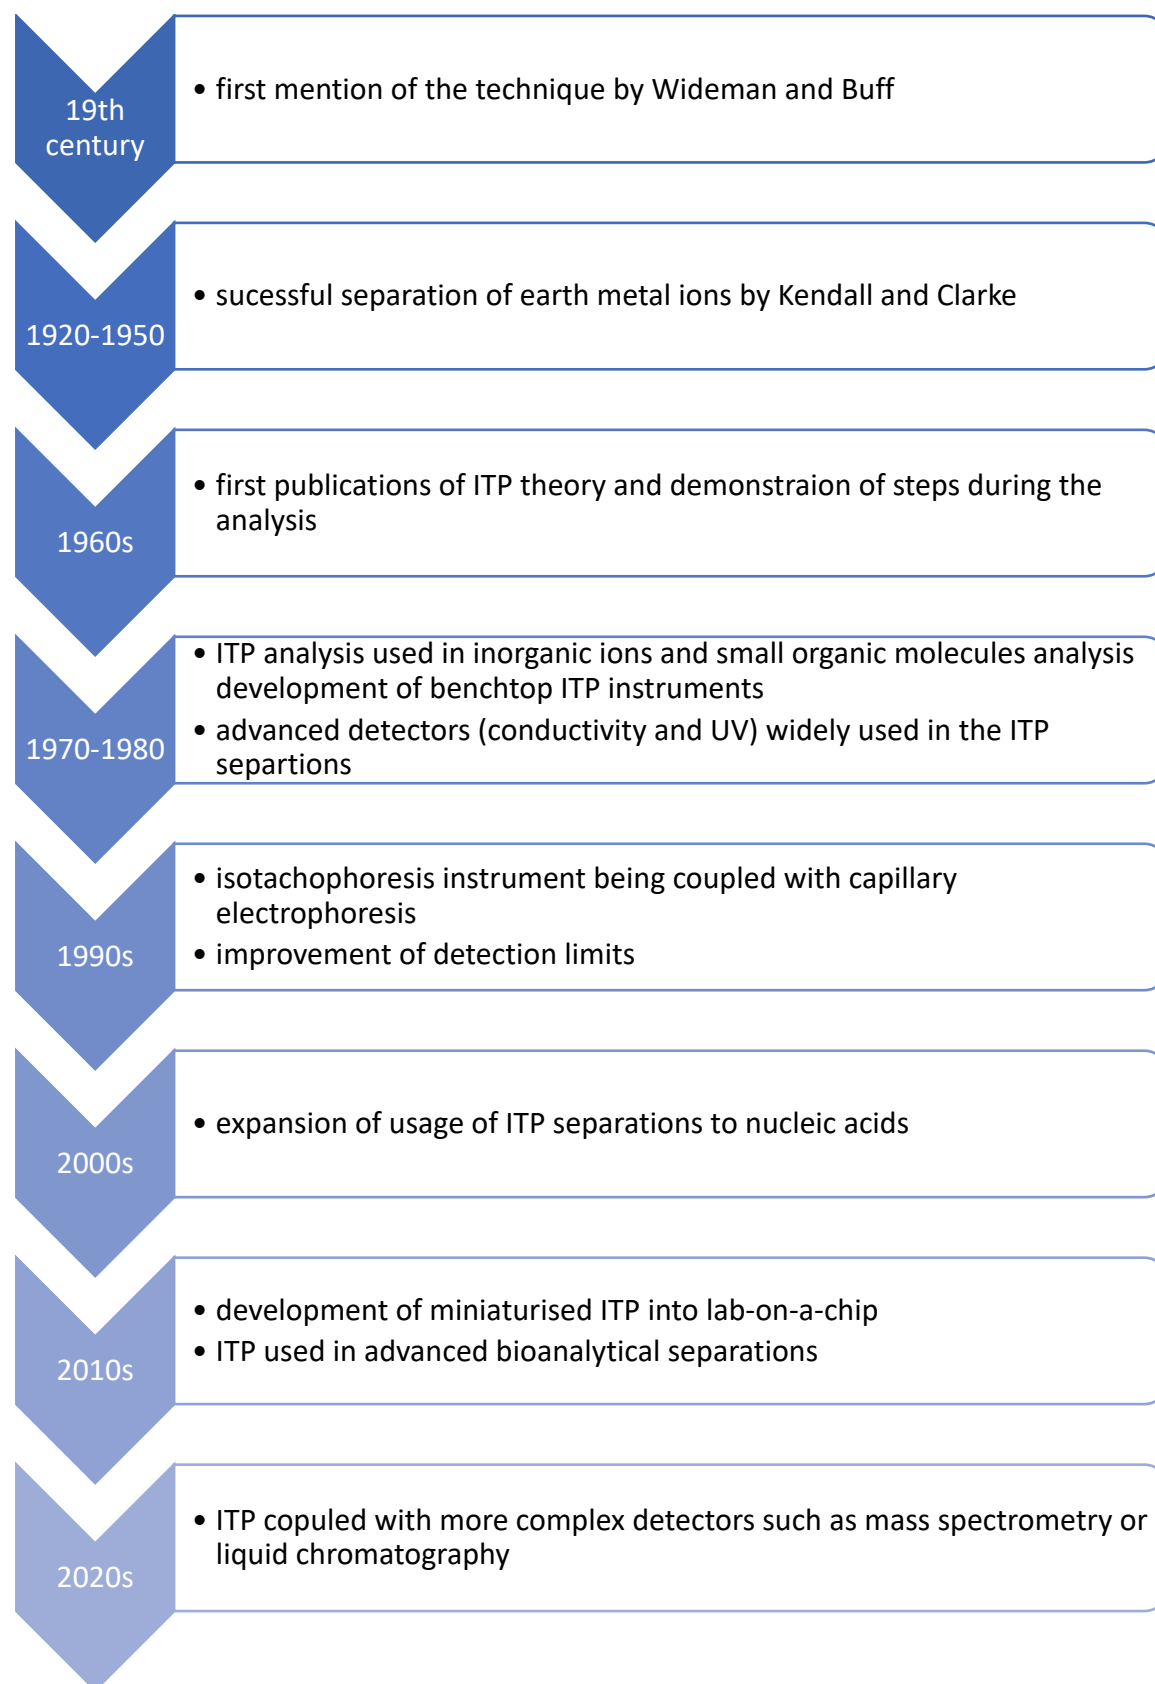 19th
century
• first mention of the technique by Wideman and Buff
1920-1950
• sucessful separation of earth metal ions by Kendall and Clarke
1960s
• first publications of ITP theory and demonstraion of steps during the
analysis
1970-1980
• ITP analysis used in inorganic ions and small organic molecules analysis
development of benchtop ITP instruments
• advanced detectors (conductivity and UV) widely used in the ITP
separtions
1990s
• isotachophoresis instrument being coupled with capillary
electrophoresis
• improvement of detection limits
2000s
• expansion of usage of ITP separations to nucleic acids
2010s
• development of miniaturised ITP into lab-on-a-chip
• ITP used in advanced bioanalytical separations
2020s
• ITP copuled with more complex detectors such as mass spectrometry or
liquid chromatography